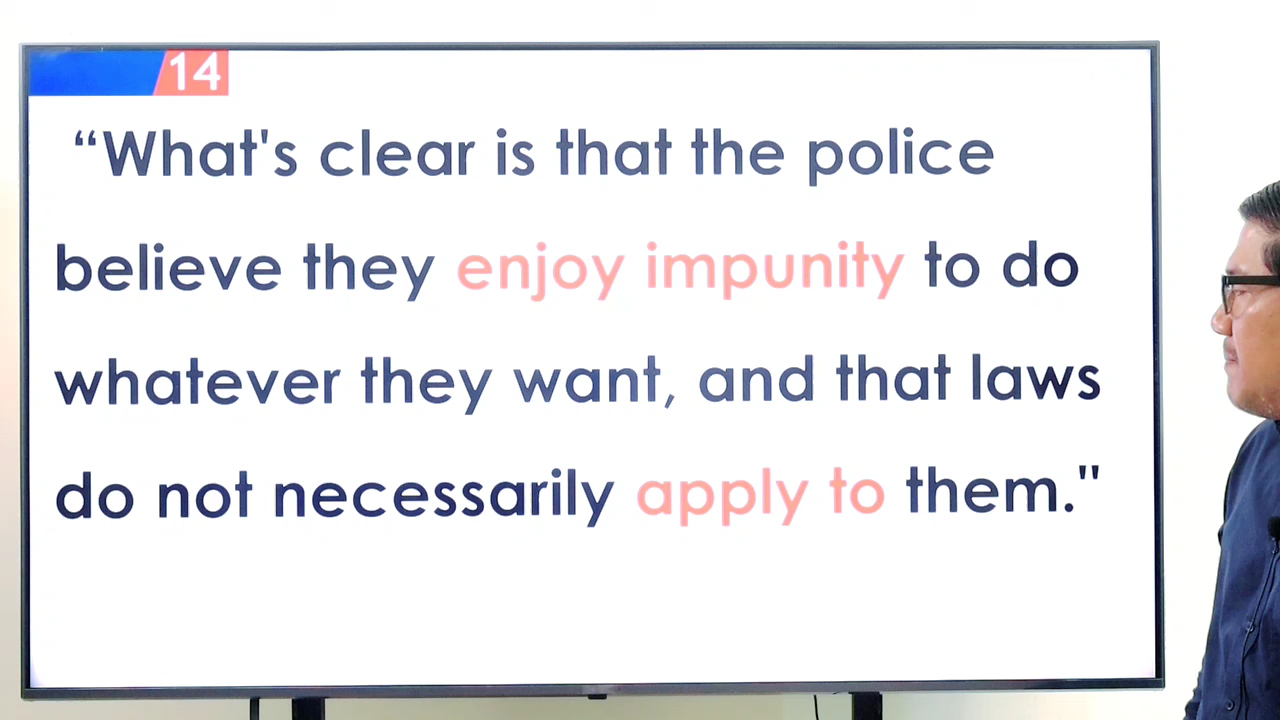 14
“What's clear is that the police
believe they enjoy impunity to do
whatever they want, and that laws
do not necessarily apply to them."